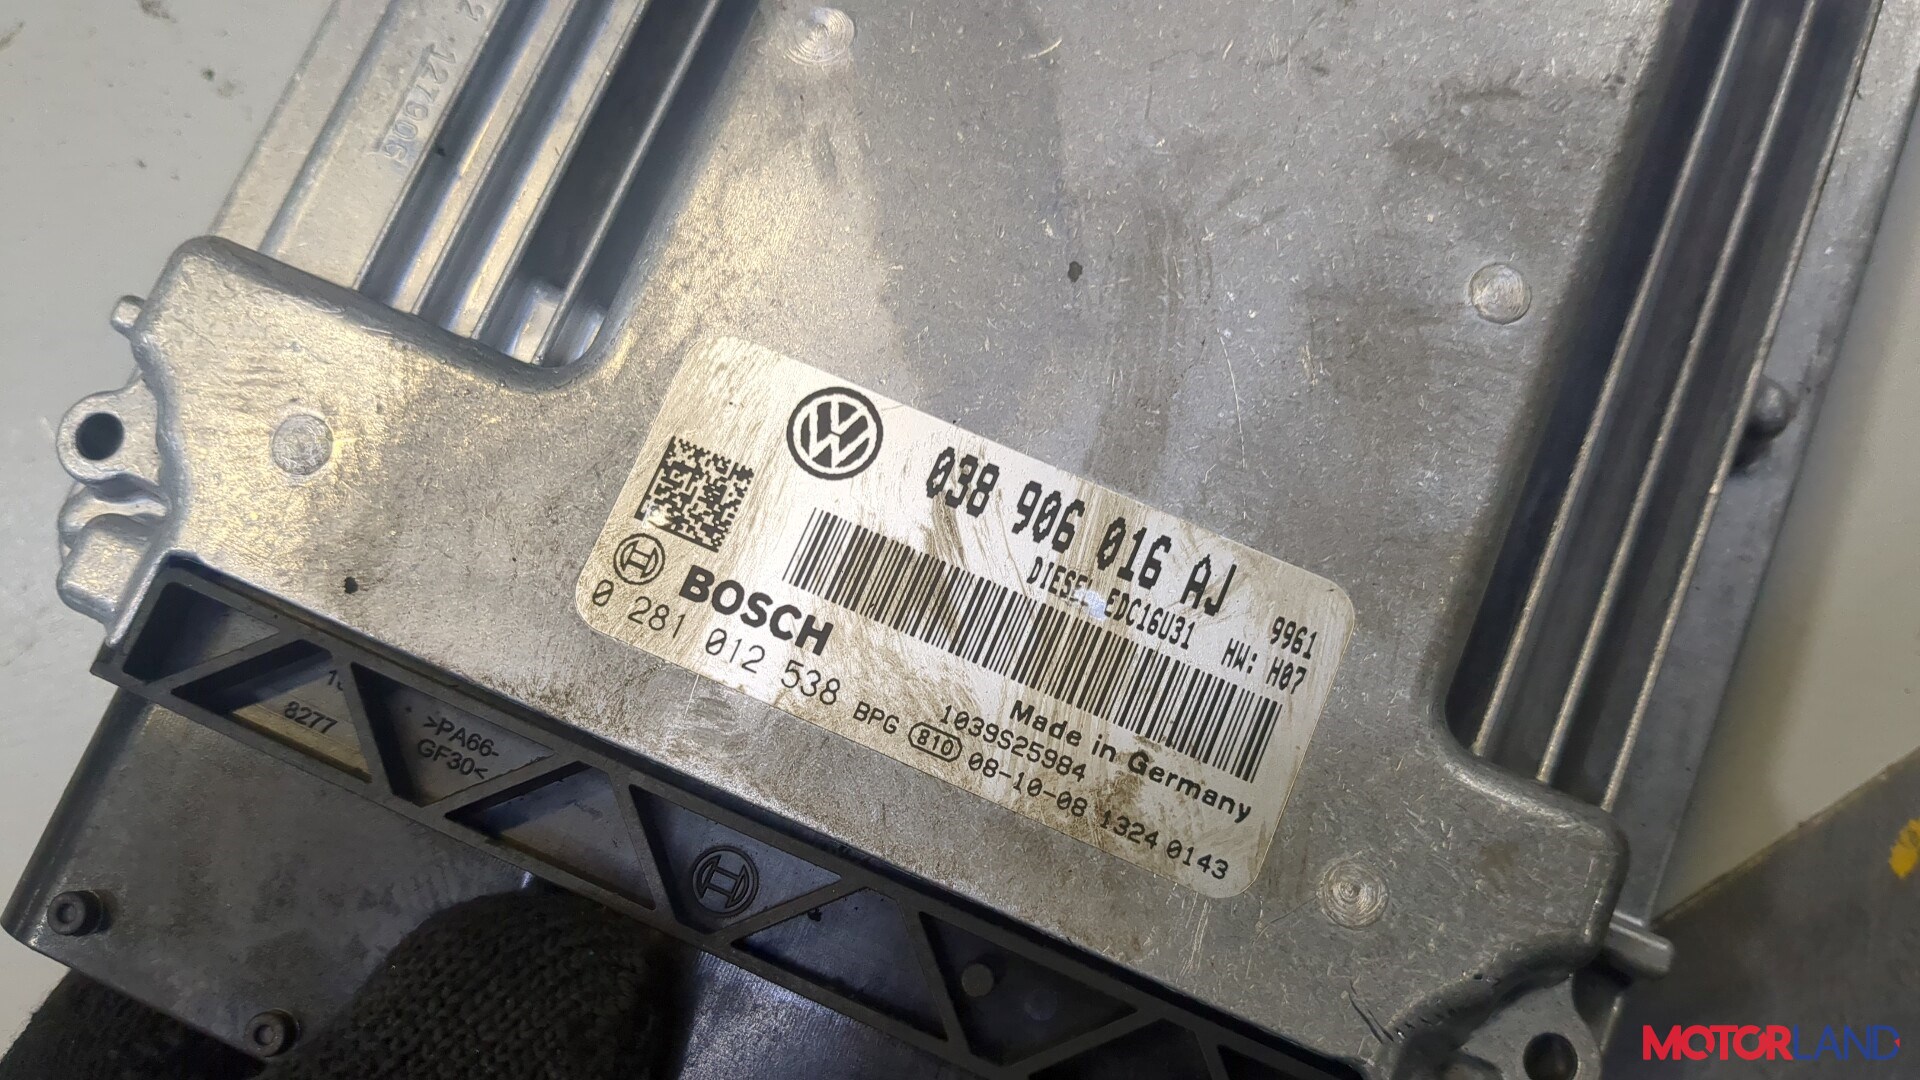 127906
038 906 016 AJ
DIESEL EDC16U31
9961
HW: H07
BOSCH
0 281 012 538
Made in Germany
1039S25984
BPG 810 08-10-08 1324 0143
8277
>PA66-
GF30<
MOTORLAND